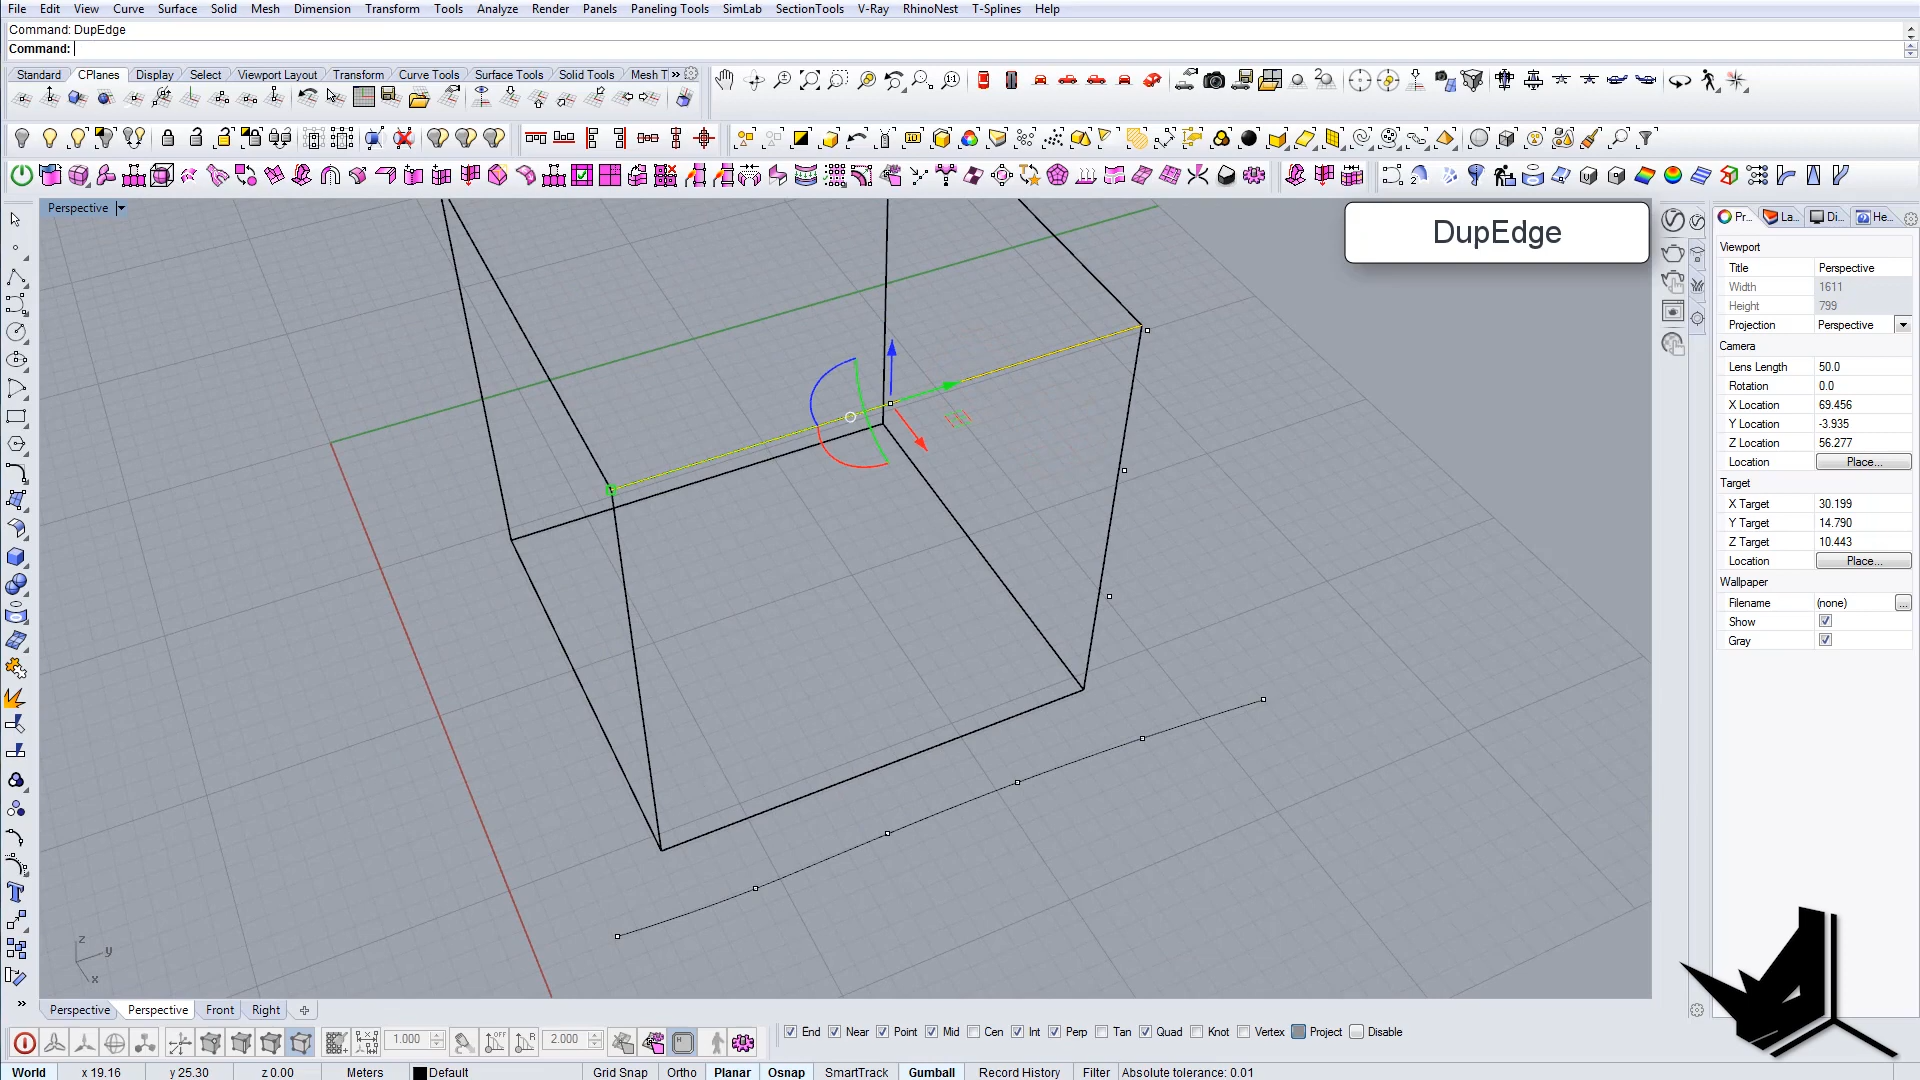 File Edit View Curve Surface Solid Mesh Dimension Transform Tools Analyze Render Panels Paneling Tools SimLab SectionTools V-Ray RhinoNest T-Splines Help
Command: DupEdge
Command:
Standard CPlanes Display Select Viewport Layout Transform Curve Tools Surface Tools Solid Tools Mesh T »
Perspective
DupEdge
Pr... La... Di... He...
Viewport
Title Perspective
Width 1611
Height 799
Projection Perspective
Camera
Lens Length 50.0
Rotation 0.0
X Location 69.456
Y Location -3.935
Z Location 56.277
Location Place...
Target
X Target 30.199
Y Target 14.790
Z Target 10.443
Location Place...
Wallpaper
Filename (none) ...
Show
Gray
z
y
x
Perspective Perspective Front Right
1.000 2.000 End Near Point Mid Cen Int Perp Tan Quad Knot Vertex Project Disable
World x 19.16 y 25.30 z 0.00 Meters Default Grid Snap Ortho Planar Osnap SmartTrack Gumball Record History Filter Absolute tolerance: 0.01